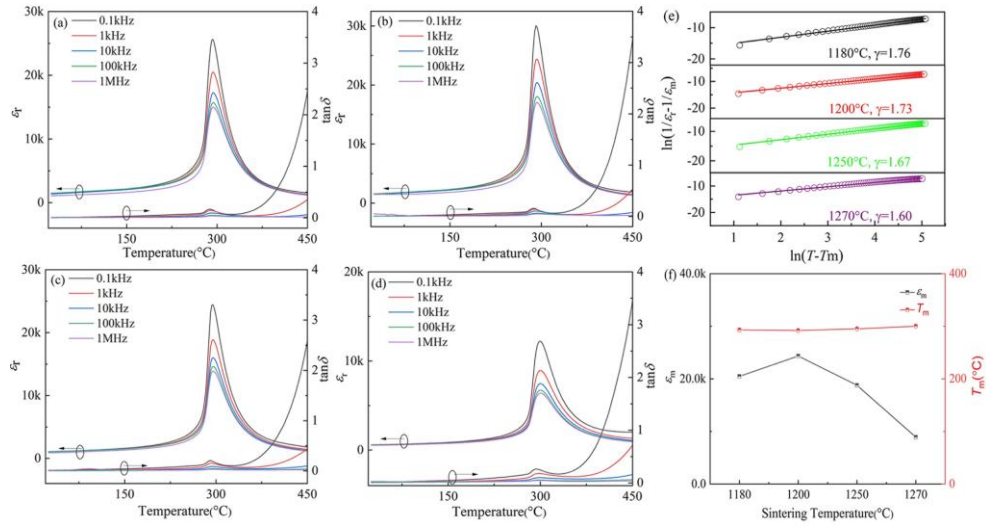 (a)
0.1kHz
1kHz
10kHz
100kHz
1MHz
30k
20k
10k
0
εr
4
3
2
1
0
tanδ
150
300
450
Temperature(°C)
(b)
0.1kHz
1kHz
10kHz
100kHz
1MHz
30k
20k
10k
0
εr
4
3
2
1
0
tanδ
150
300
450
Temperature(°C)
(e)
-10
-20
1180°C, γ=1.76
-10
-20
1200°C, γ=1.73
-10
-20
1250°C, γ=1.67
-10
-20
1270°C, γ=1.60
ln(1/εr-1/εm)
1
2
3
4
5
ln(T-Tm)
(c)
0.1kHz
1kHz
10kHz
100kHz
1MHz
30k
20k
10k
0
εr
4
3
2
1
0
tanδ
150
300
450
Temperature(°C)
(d)
0.1kHz
1kHz
10kHz
100kHz
1MHz
20k
10k
0
εr
4
3
2
1
0
tanδ
150
300
450
Temperature(°C)
(f)
εm
Tm
40.0k
20.0k
0.0
εm
400
200
0
Tm(°C)
1180
1200
1250
1270
Sintering Temperature(°C)